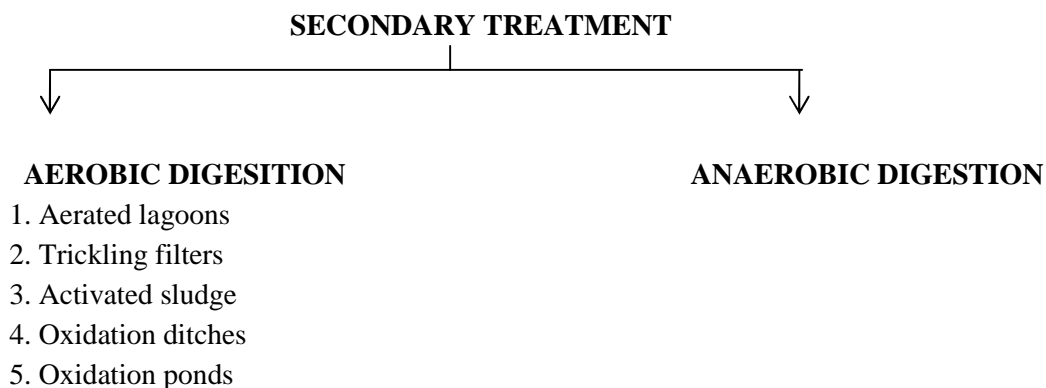 SECONDARY TREATMENT
AEROBIC DIGESITION
ANAEROBIC DIGESTION
1. Aerated lagoons
2. Trickling filters
3. Activated sludge
4. Oxidation ditches
5. Oxidation ponds